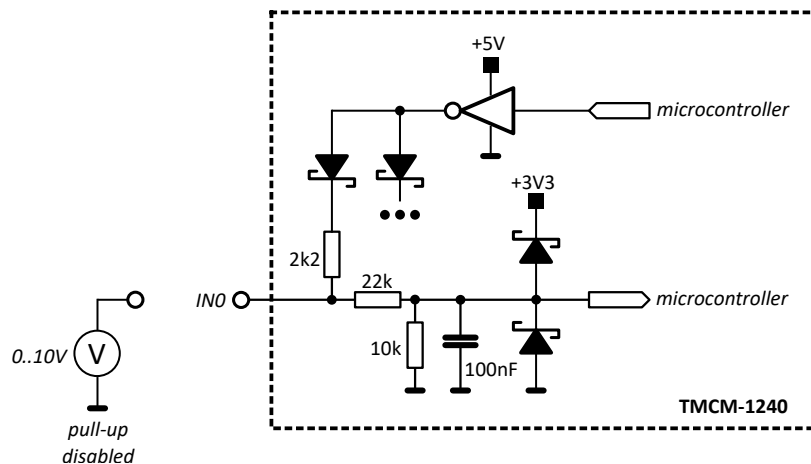 +5V
microcontroller
+3V3
2k2
22k
IN0
microcontroller
0..10V
V
10k
100nF
TMCM-1240
pull-up
disabled